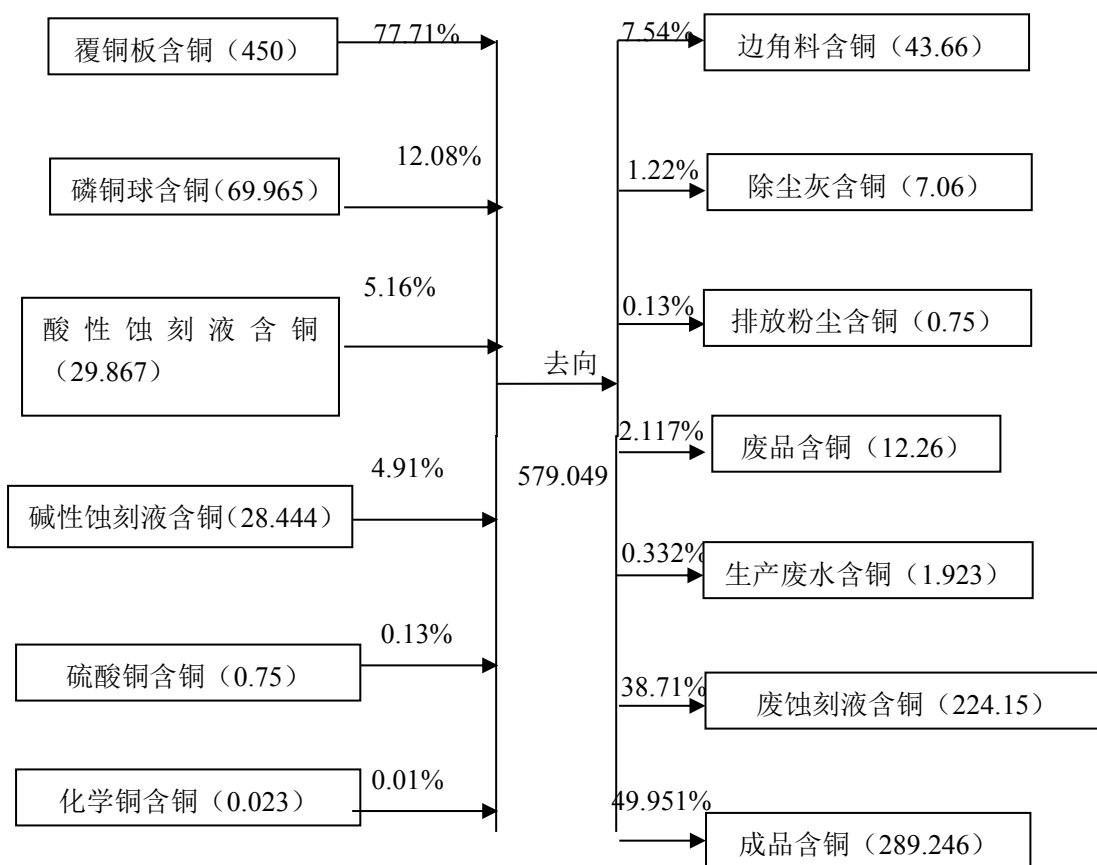 覆铜板含铜（450）
77.71%
磷铜球含铜(69.965)
12.08%
酸性蚀刻液含铜
（29.867）
5.16%
碱性蚀刻液含铜(28.444)
4.91%
硫酸铜含铜（0.75）
0.13%
化学铜含铜（0.023）
0.01%
去向
579.049
7.54%
边角料含铜（43.66）
1.22%
除尘灰含铜（7.06）
0.13%
排放粉尘含铜（0.75）
2.117%
废品含铜（12.26）
0.332%
生产废水含铜（1.923）
38.71%
废蚀刻液含铜（224.15）
49.951%
成品含铜（289.246）